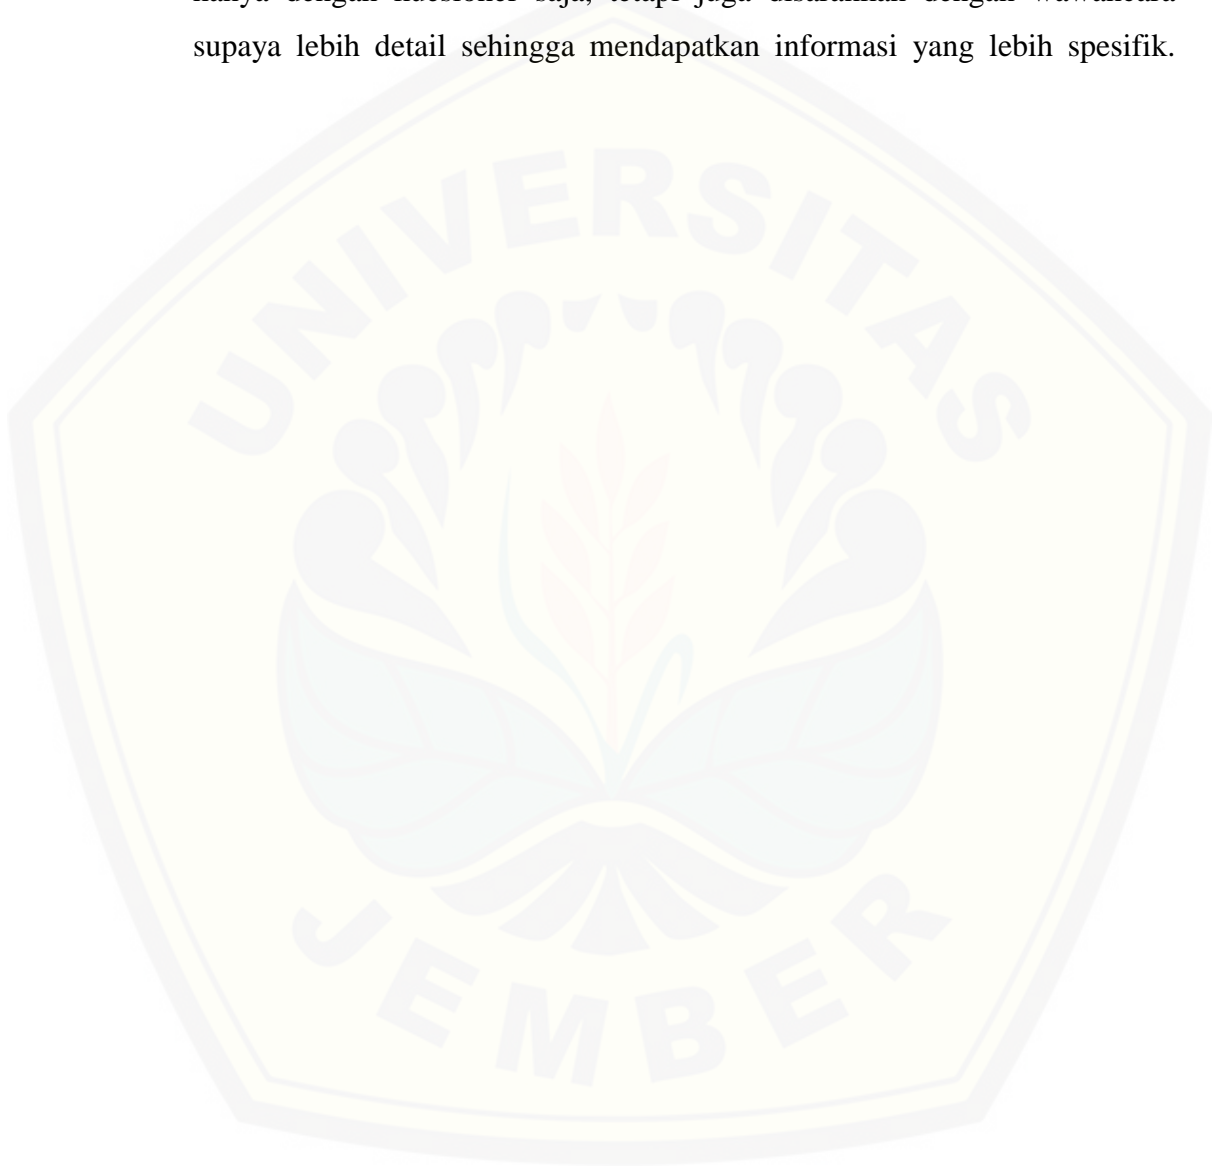 hanya dengan kuesioner saja, tetapi juga disarankan dengan wawancara
supaya lebih detail sehingga mendapatkan informasi yang lebih spesifik.
UNIVERSITAS
JEMBER